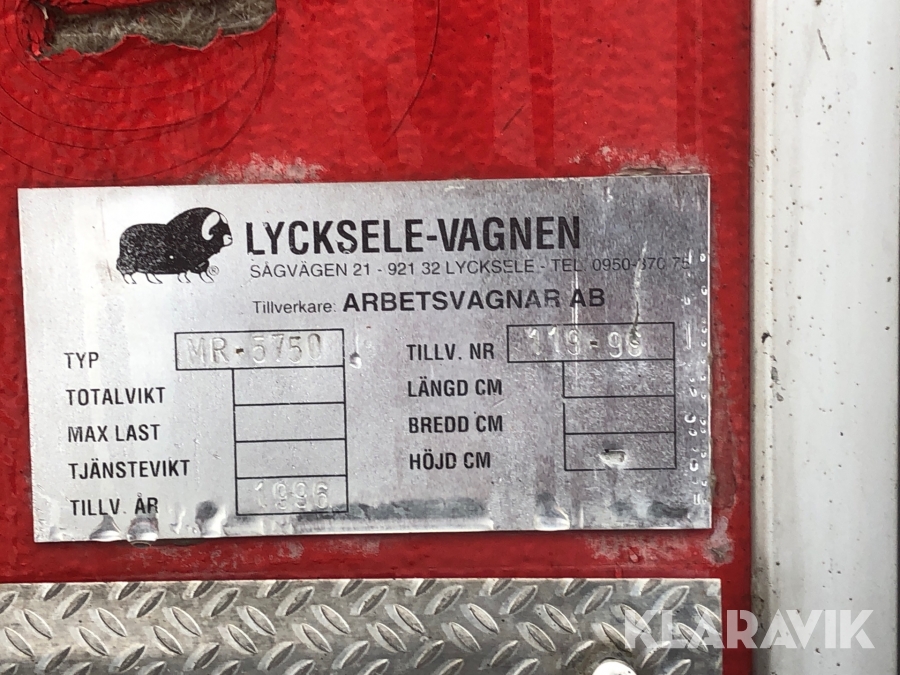 LYCKSELE-VAGNEN
SÅGVÄGEN 21 - 921 32 LYCKSELE - TEL. 0950-370 75
Tillverkare: ARBETSVAGNAR AB
TYP MR-5750 TILLV. NR 119-96
TOTALVIKT LÄNGD CM
MAX LAST BREDD CM
TJÄNSTEVIKT HÖJD CM
TILLV. ÅR 1996
KLARAVIK